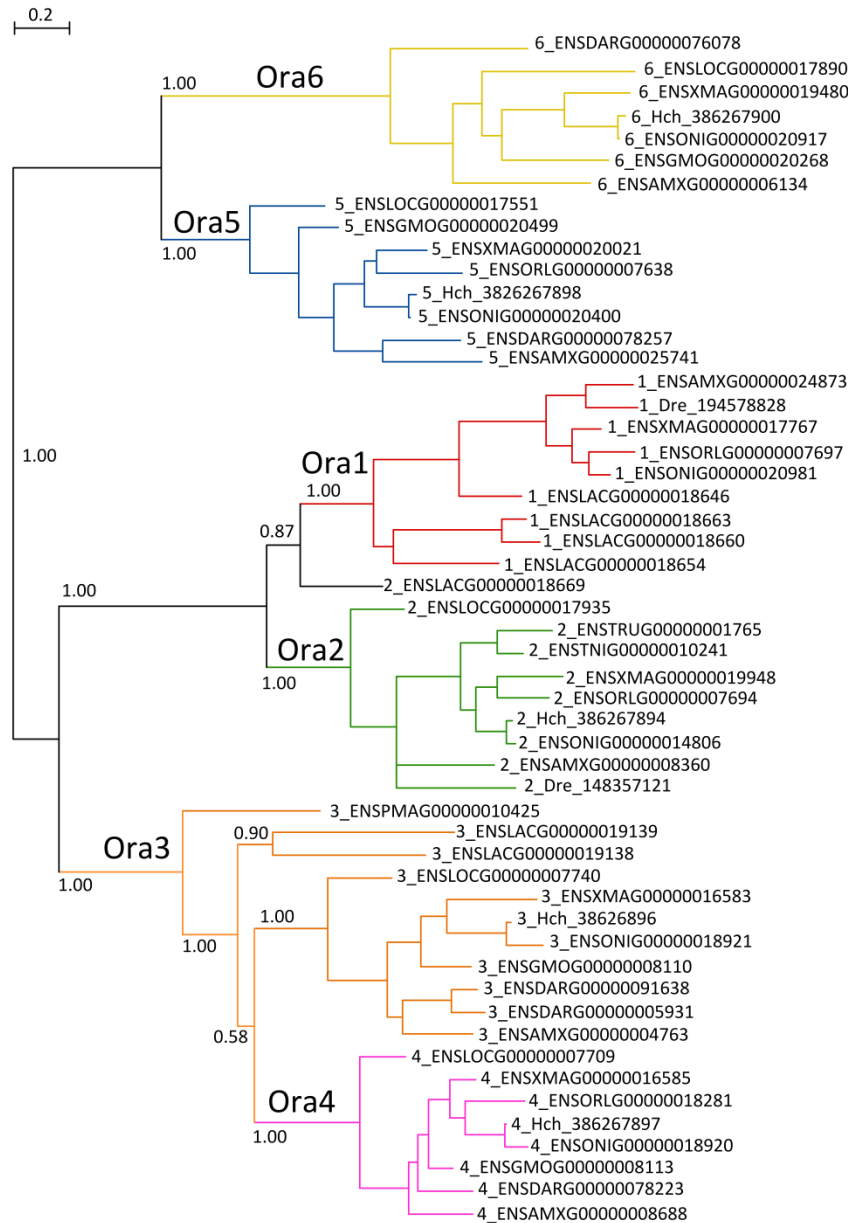 0.2
6_ENSDARG00000076078
1.00
Ora6
6_ENSLOCG00000017890
6_ENSXMAG00000019480
6_Hch_386267900
6_ENSONIG00000020917
6_ENSGMOG00000020268
6_ENSAMXG00000006134
5_ENSLOCG00000017551
Ora5
5_ENSGMOG00000020499
1.00
5_ENSXMAG00000020021
5_ENSORLG00000007638
5_Hch_3826267898
5_ENSONIG00000020400
5_ENSDARG00000078257
5_ENSAMXG00000025741
1_ENSAMXG00000024873
1_Dre_194578828
1_ENSXMAG00000017767
1.00
Ora1
1_ENSORLG00000007697
1_ENSONIG00000020981
1.00
1_ENSLACG00000018646
1_ENSLACG00000018663
0.87
1_ENSLACG00000018660
1_ENSLACG00000018654
1.00
2_ENSLACG00000018669
2_ENSLOCG00000017935
2_ENSTRUG00000001765
Ora2
2_ENSTNIG00000010241
1.00
2_ENSXMAG00000019948
2_ENSORLG00000007694
2_Hch_386267894
2_ENSONIG00000014806
2_ENSAMXG00000008360
2_Dre_148357121
3_ENSPMAG00000010425
0.90
3_ENSLACG00000019139
Ora3
3_ENSLACG00000019138
1.00
3_ENSLOCG00000007740
3_ENSXMAG00000016583
1.00
3_Hch_38626896
1.00
3_ENSONIG00000018921
3_ENSGMOG00000008110
3_ENSDARG00000091638
3_ENSDARG00000005931
0.58
3_ENSAMXG00000004763
4_ENSLOCG00000007709
4_ENSXMAG00000016585
Ora4
4_ENSORLG00000018281
4_Hch_386267897
1.00
4_ENSONIG00000018920
4_ENSGMOG00000008113
4_ENSDARG00000078223
4_ENSAMXG00000008688